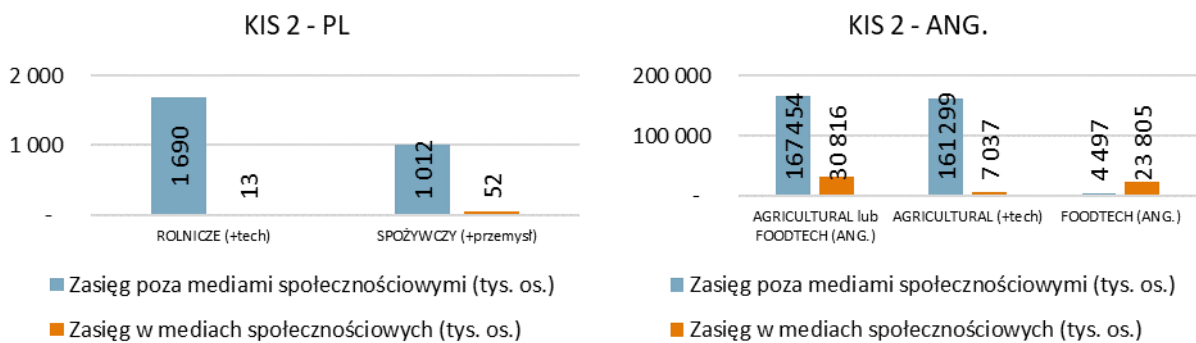 KIS 2 - PL
2 000
1 000
-
1 690
13
1 012
52
ROLNICZE (+tech)
SPOŻYWCZY (+przemysł)
Zasięg poza mediami społecznościowymi (tys. os.)
Zasięg w mediach społecznościowych (tys. os.)
KIS 2 - ANG.
200 000
100 000
-
167 454
30 816
161 299
7 037
4 497
23 805
AGRICULTURAL lub
FOODTECH (ANG.)
AGRICULTURAL (+tech)
FOODTECH (ANG.)
Zasięg poza mediami społecznościowymi (tys. os.)
Zasięg w mediach społecznościowych (tys. os.)